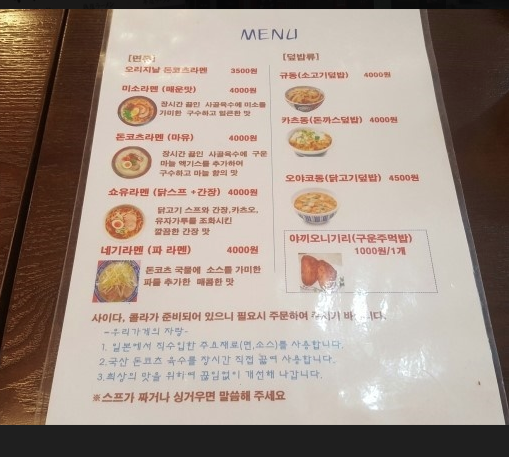 MENU
[면류]
오리지날 돈코츠라멘 3500원
미소라멘 (매운맛) 4000원
장시간 끓인 사골육수에 미소를
가미한 구수하고 얼큰한 맛
돈코츠라멘 (마유) 4000원
장시간 끓인 사골육수에 구운
마늘 엑기스를 추가하여
구수하고 마늘 향의 맛
쇼유라멘 (닭스프 +간장) 4000원
닭고기 스프와 간장,카츠오,
유자가루를 조화시킨
깔끔한 간장 맛
네기라멘 (파 라멘) 4000원
돈코츠 국물에 소스를 가미한
파를 추가한 매콤한 맛
[덮밥류]
규동(소고기덮밥) 4000원
카츠동(돈까스덮밥) 4000원
오야코동(닭고기덮밥) 4500원
야끼오니기리(구운주먹밥)
1000원/1개
사이다, 콜라가 준비되어 있으니 필요시 주문하여 주시기 바랍니다.
-우리가게의 자랑-
1. 일본에서 직수입한 주요재료(면,소스)를 사용합니다.
2.국산 돈코츠 육수를 장시간 직접 끓여 사용합니다.
3.최상의 맛을 위하여 끊임없이 개선해 나갑니다.
※스프가 짜거나 싱거우면 말씀해 주세요